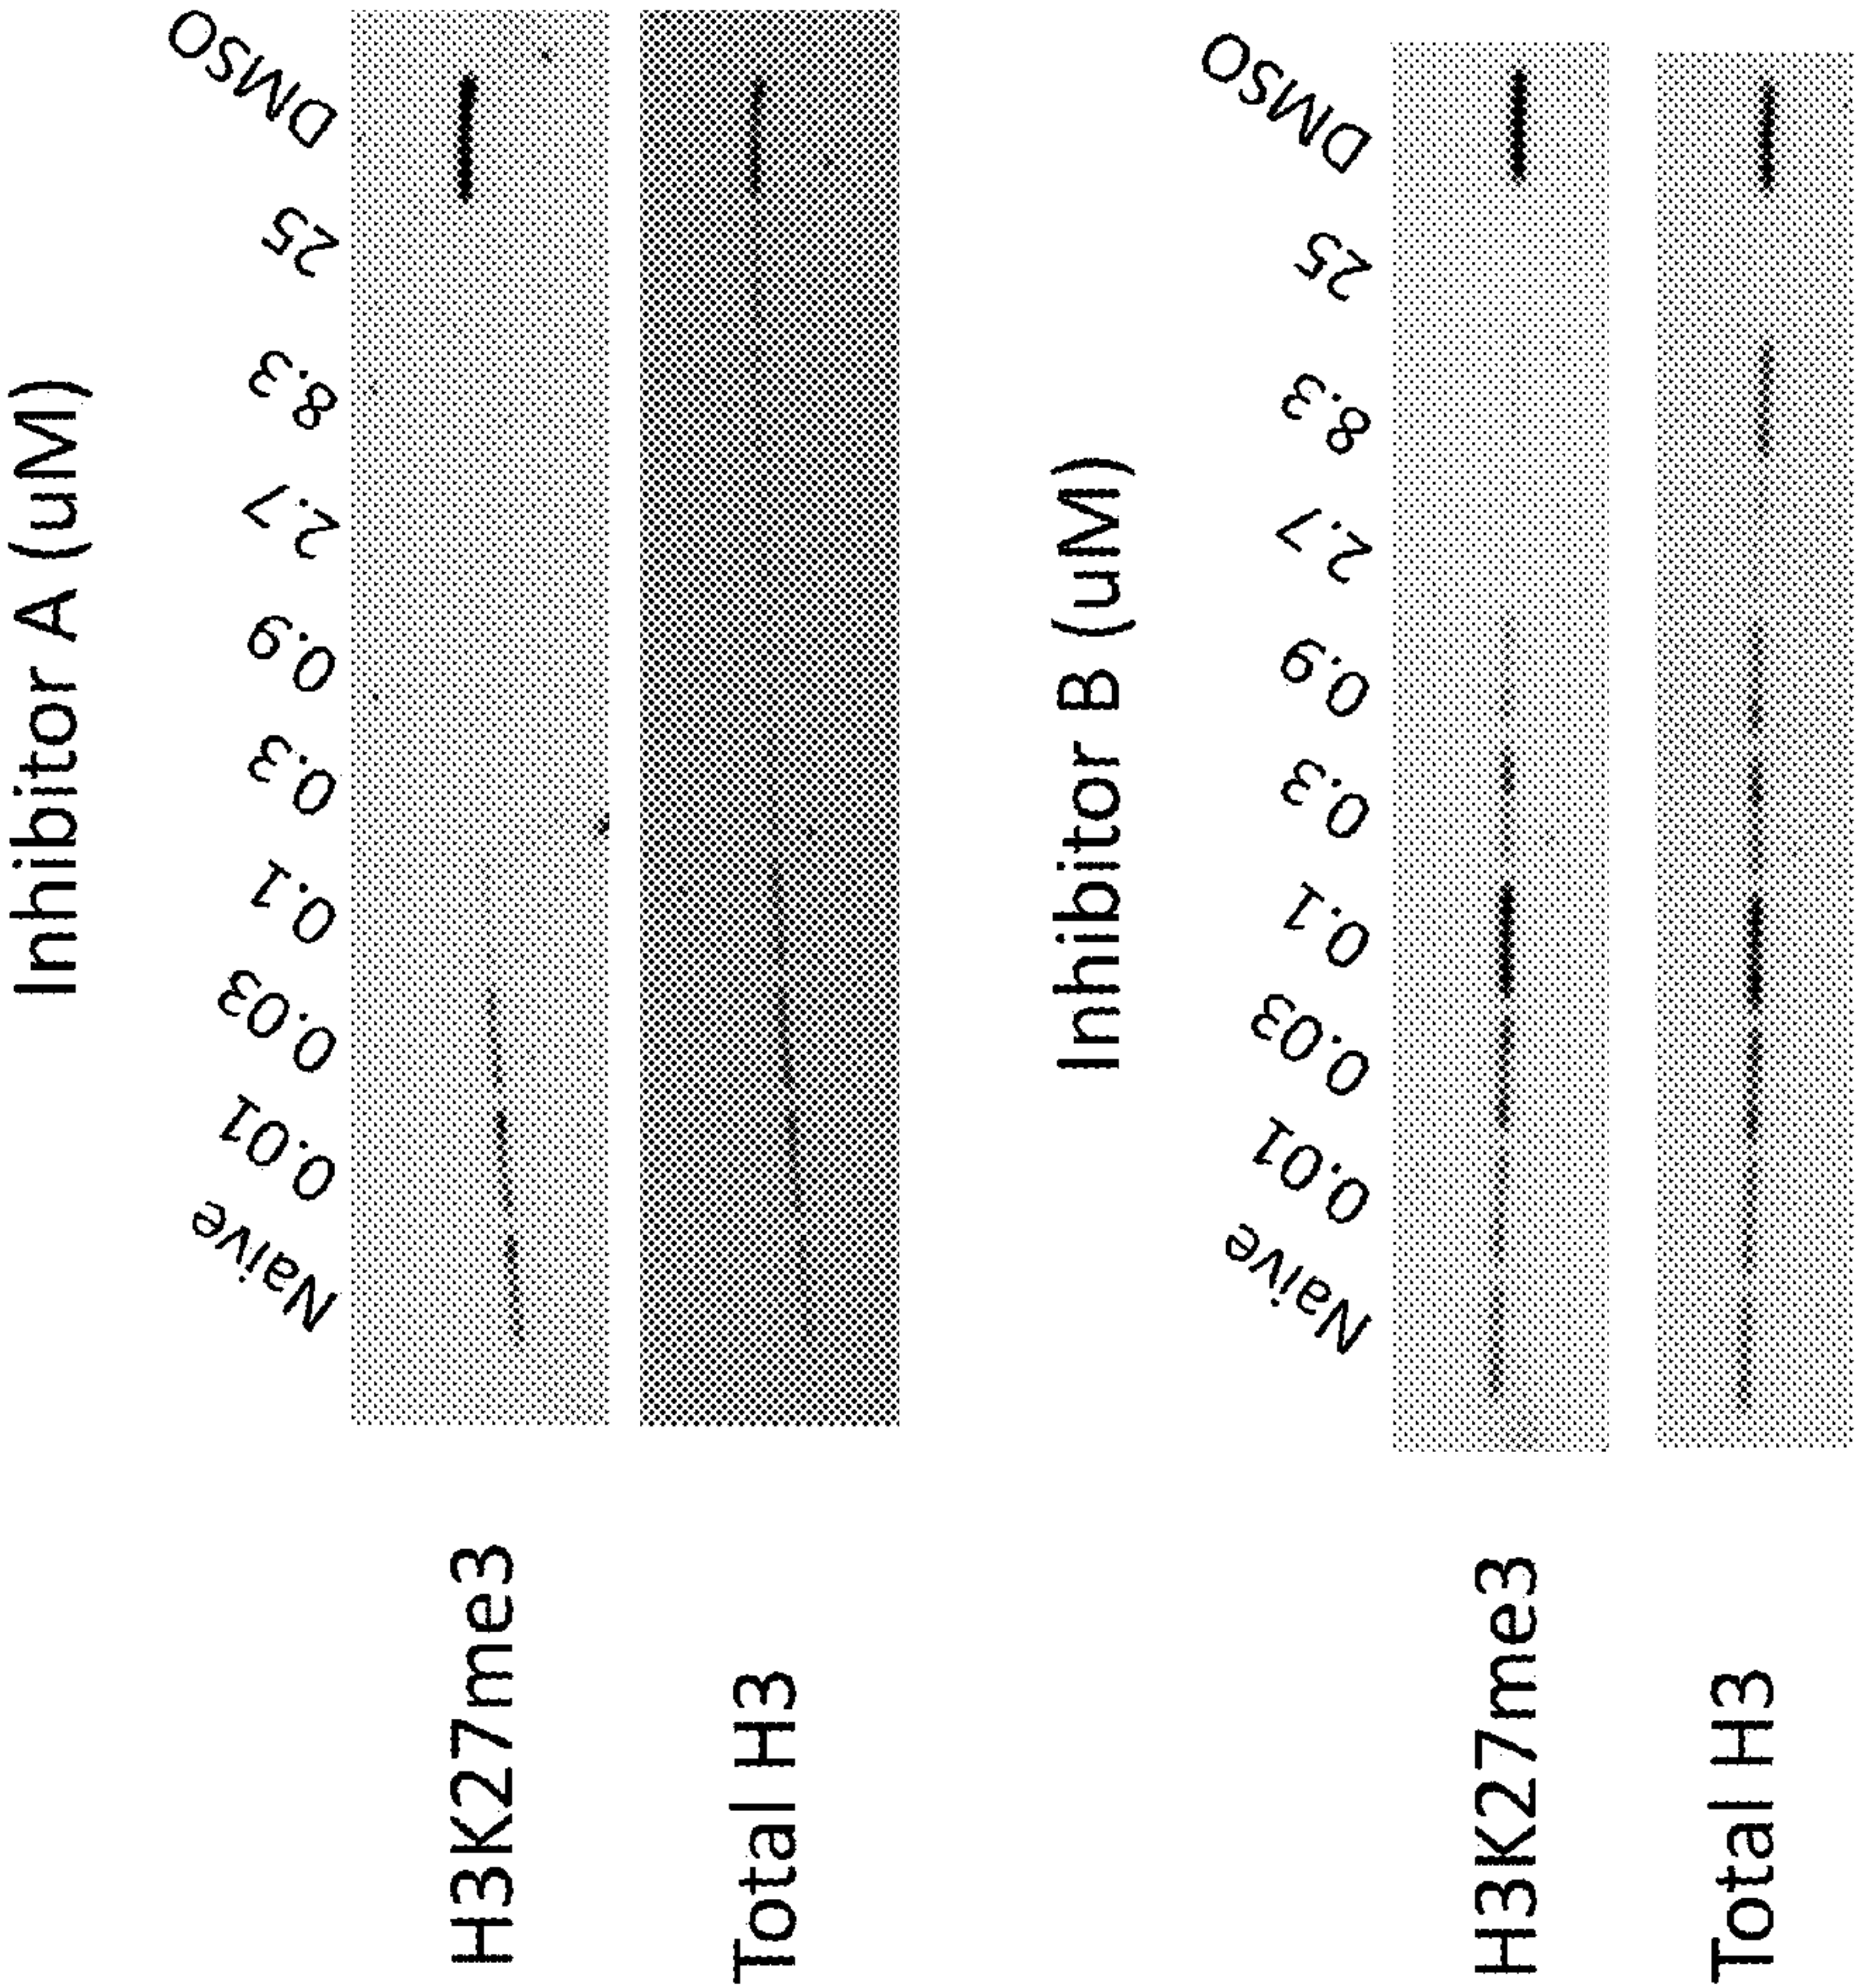 Inhibitor A (uM)
Naive 0.01 0.03 0.1 0.3 0.9 2.7 8.3 25 DMSO
H3K27me3
Total H3
Inhibitor B (uM)
Naive 0.01 0.03 0.1 0.3 0.9 2.7 8.3 25 DMSO
H3K27me3
Total H3